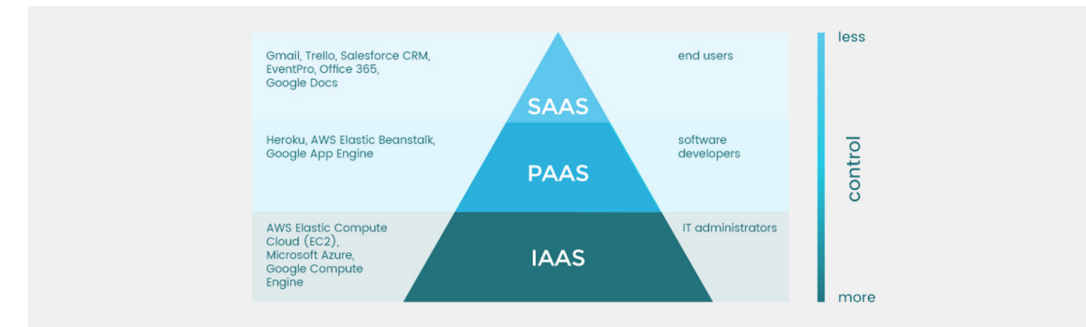 Gmail, Trello, Salesforce CRM,
EventPro, Office 365,
Google Docs
SAAS
end users
Heroku, AWS Elastic Beanstalk,
Google App Engine
PAAS
software
developers
AWS Elastic Compute
Cloud (EC2),
Microsoft Azure,
Google Compute
Engine
IAAS
IT administrators
less
control
more